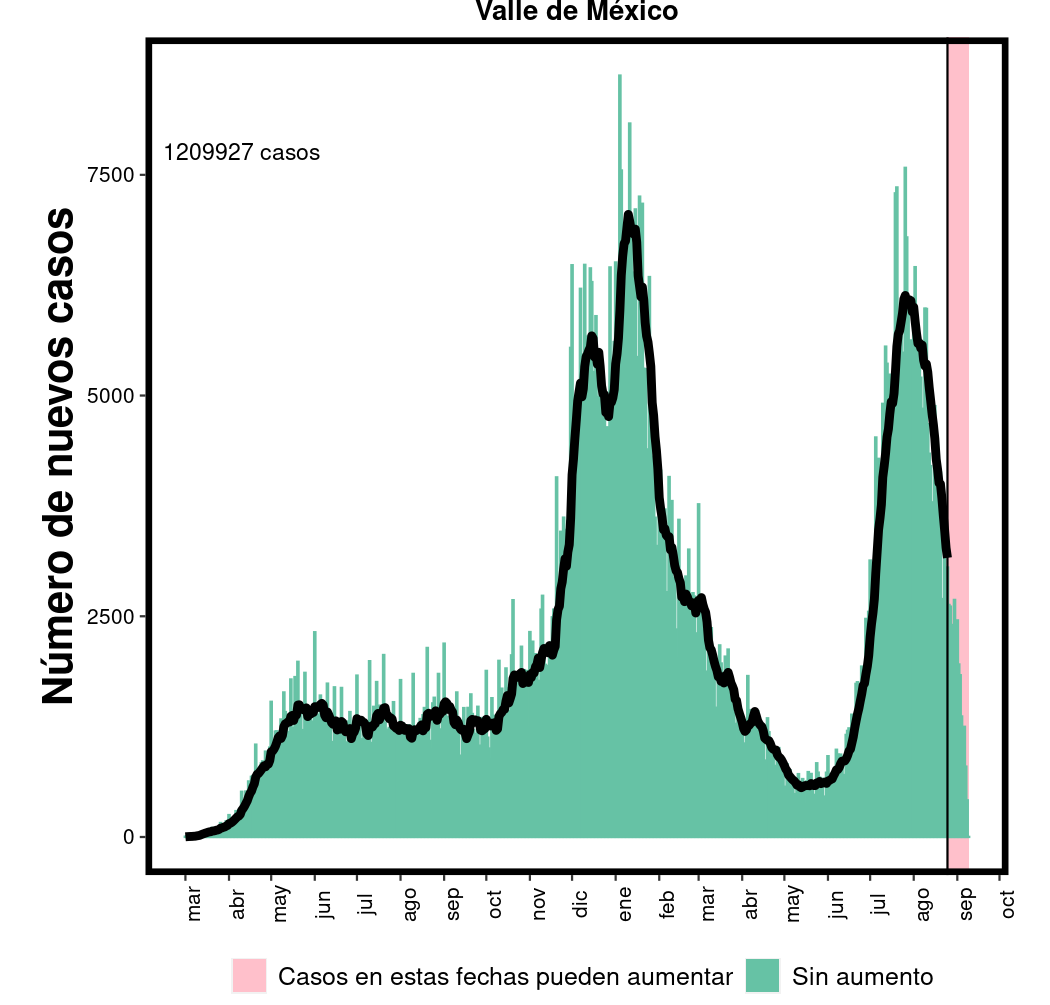 Valle de México
1209927 casos
Número de nuevos casos
7500
5000
2500
0
mar
abr
may
jun
jul
ago
sep
oct
nov
dic
ene
feb
mar
abr
may
jun
jul
ago
sep
oct
Casos en estas fechas pueden aumentar
Sin aumento